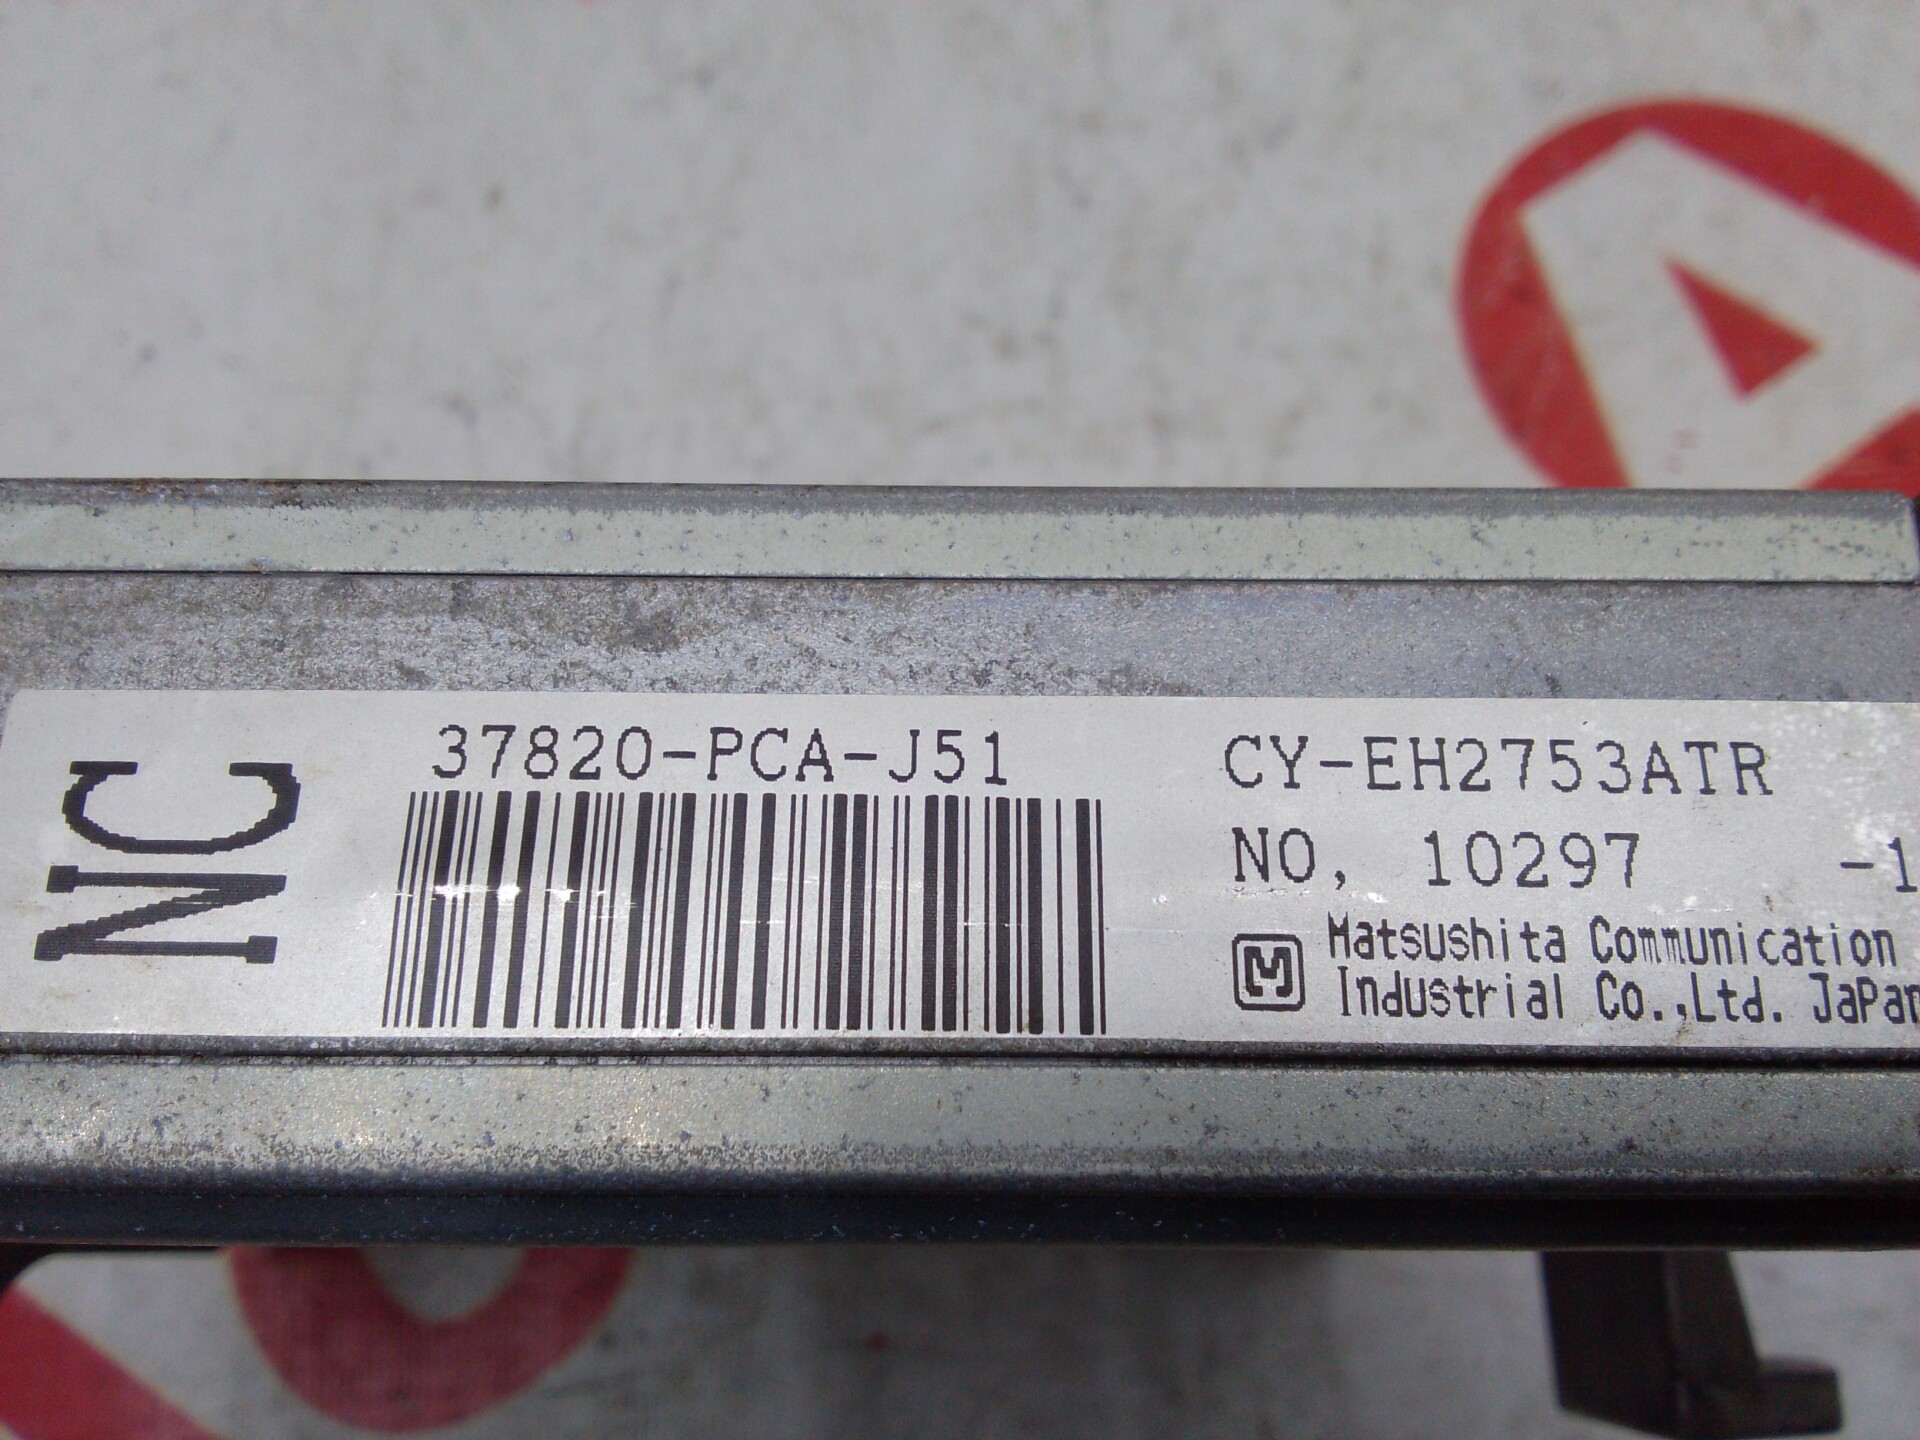 NC
37820-PCA-J51
CY-EH2753ATR
NO, 10297 -1
M Matsushita Communication
Industrial Co.,Ltd. JaPan
A